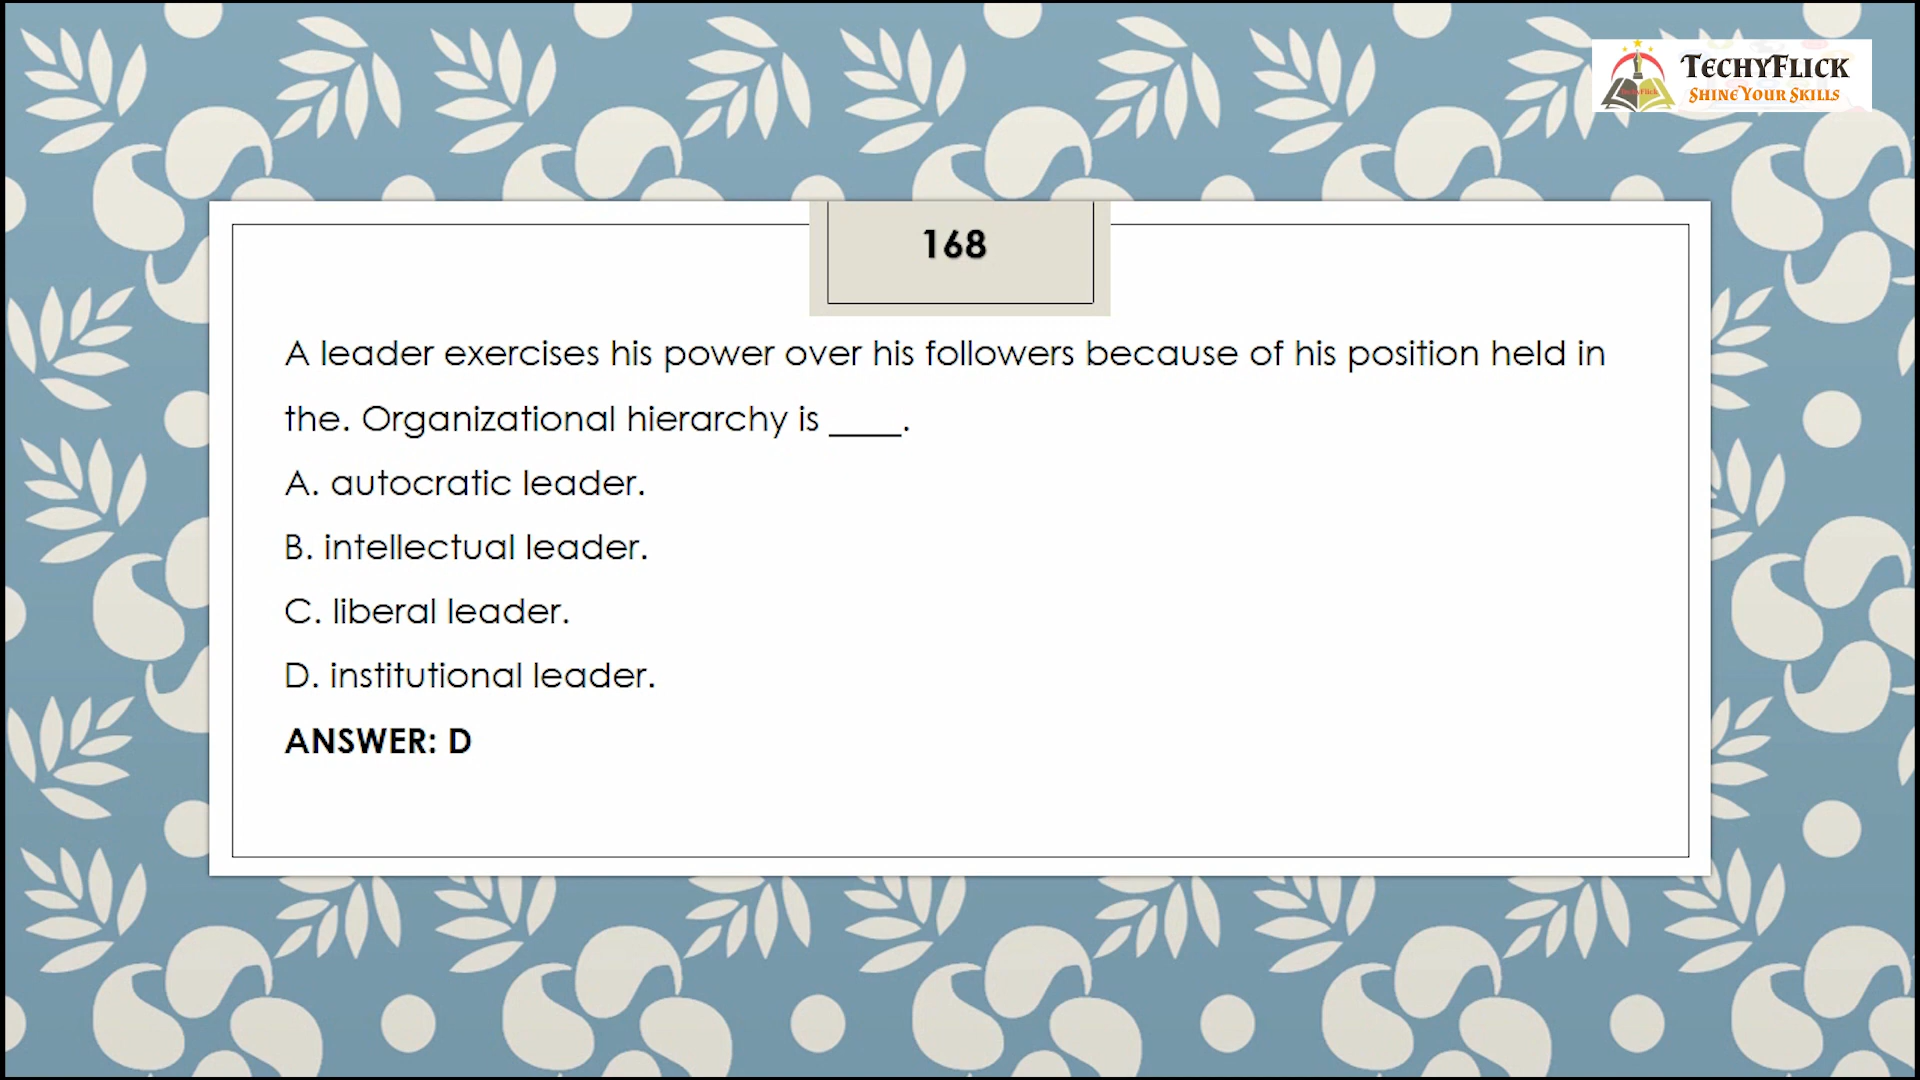 TECHYFLICK
SHINE YOUR SKILLS
168
A leader exercises his power over his followers because of his position held in
the. Organizational hierarchy is ____.
A. autocratic leader.
B. intellectual leader.
C. liberal leader.
D. institutional leader.
ANSWER: D